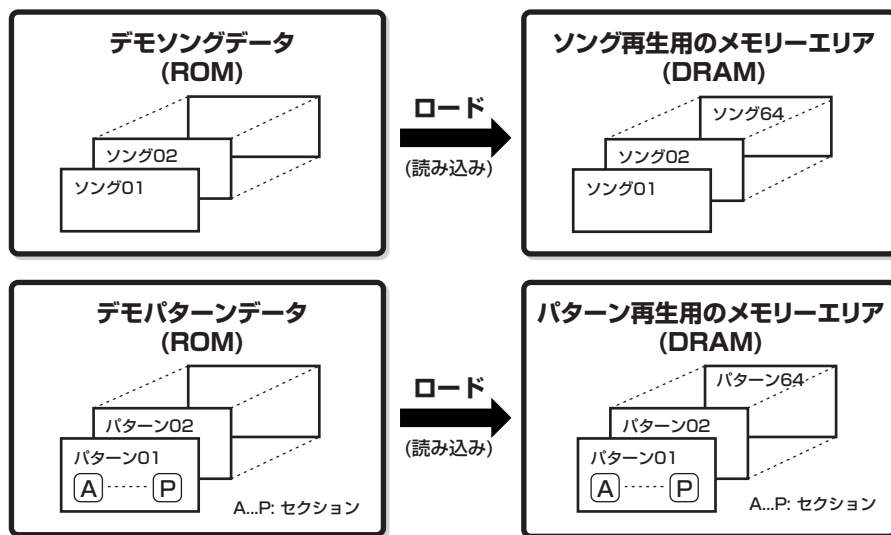 デモソングデータ
(ROM)
ソング02
ソング01
ロード
(読み込み)
ソング再生用のメモリーエリア
(DRAM)
ソング64
ソング02
ソング01
デモパターンデータ
(ROM)
パターン02
パターン01
A P
A...P: セクション
ロード
(読み込み)
パターン再生用のメモリーエリア
(DRAM)
パターン64
パターン02
パターン01
A P
A...P: セクション